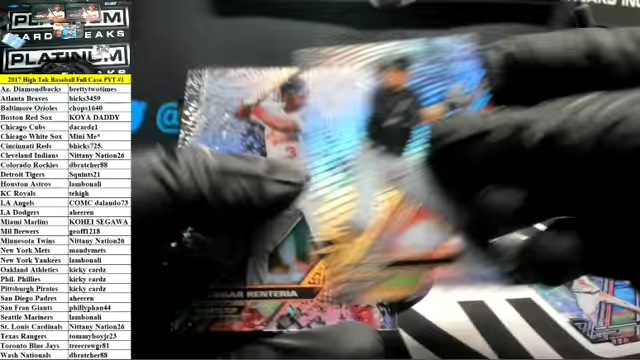 PLATINUM
CARD BREAKS
PLATINUM
2017 High Tek Baseball Full Case PYT #1
Az. Diamondbacks brettytwotimes
Atlanta Braves hicks3459
Baltimore Orioles chops1640
Boston Red Sox KOYA DADDY
Chicago Cubs dacardz1
Chicago White Sox Mini Me*
Cincinnati Reds bhicks725.
Cleveland Indians Nittany Nation26
Colorado Rockies dbratcher88
Detroit Tigers Squints21
Houston Astros lambonali
KC Royals tehigh
LA Angels COMC dalando73
LA Dodgers aheeren
Miami Marlins KOHEI SEGAWA
Mil Brewers geoff1218
Minnesota Twins Nittany Nation26
New York Mets mandymets
New York Yankees lambonali
Oakland Athletics kicky cardz
Phil. Phillies kicky cardz
Pittsburgh Pirates kicky cardz
San Diego Padres aheeren
San Fran Giants phillyphan44
Seattle Mariners lambonali
St. Louis Cardinals Nittany Nation26
Texas Rangers tommyboyjr23
Toronto Blue Jays treecrewgr81
Wash Nationals dbratcher88
@
3
RENTERIA